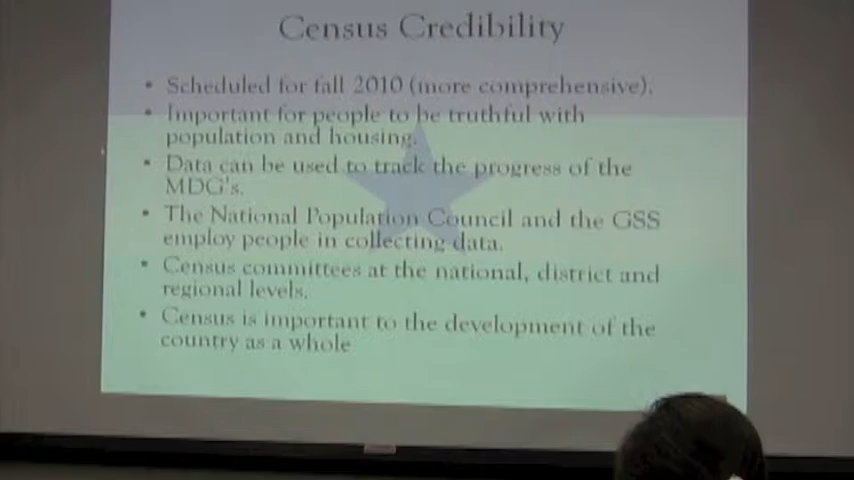 Census Credibility
• Scheduled for fall 2010 (more comprehensive).
• Important for people to be truthful with
population and housing.
• Data can be used to track the progress of the
MDG's.
• The National Population Council and the GSS
employ people in collecting data.
• Census committees at the national, district and
regional levels.
• Census is important to the development of the
country as a whole